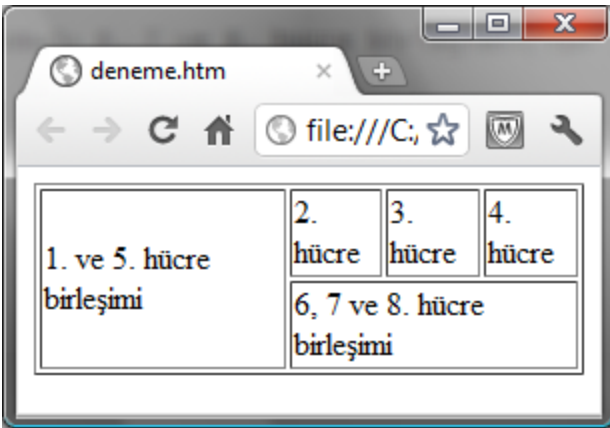 deneme.htm
file:///C:/
1. ve 5. hücre
birleşimi
2.
hücre
3.
hücre
4.
hücre
6, 7 ve 8. hücre
birleşimi